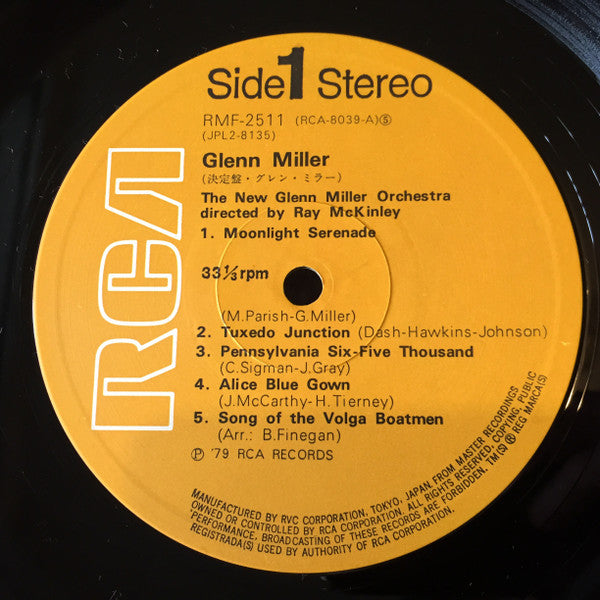 Side 1 Stereo
RMF-2511 (RCA-8039-A)Ⓢ
(JPL2-8135)
RCA
Glenn Miller
(決定盤・グレン・ミラー)
The New Glenn Miller Orchestra
directed by Ray McKinley
1. Moonlight Serenade
33⅓rpm
(M.Parish-G.Miller)
2. Tuxedo Junction (Dash-Hawkins-Johnson)
3. Pennsylvania Six-Five Thousand
(C.Sigman-J.Gray)
4. Alice Blue Gown
(J.McCarthy-H.Tierney)
5. Song of the Volga Boatmen
(Arr.: B.Finegan)
℗ '79 RCA RECORDS
MANUFACTURED BY RVC CORPORATION, TOKYO, JAPAN, FROM MASTER RECORDINGS
OWNED OR CONTROLLED BY RCA CORPORATION. ALL RIGHTS RESERVED, COPYING, PUBLIC
PERFORMANCE, BROADCASTING OF THESE RECORDS ARE FORBIDDEN. TM(S) ® REG MARCA(S)
REGISTRADA(S) USED BY AUTHORITY OF RCA CORPORATION.